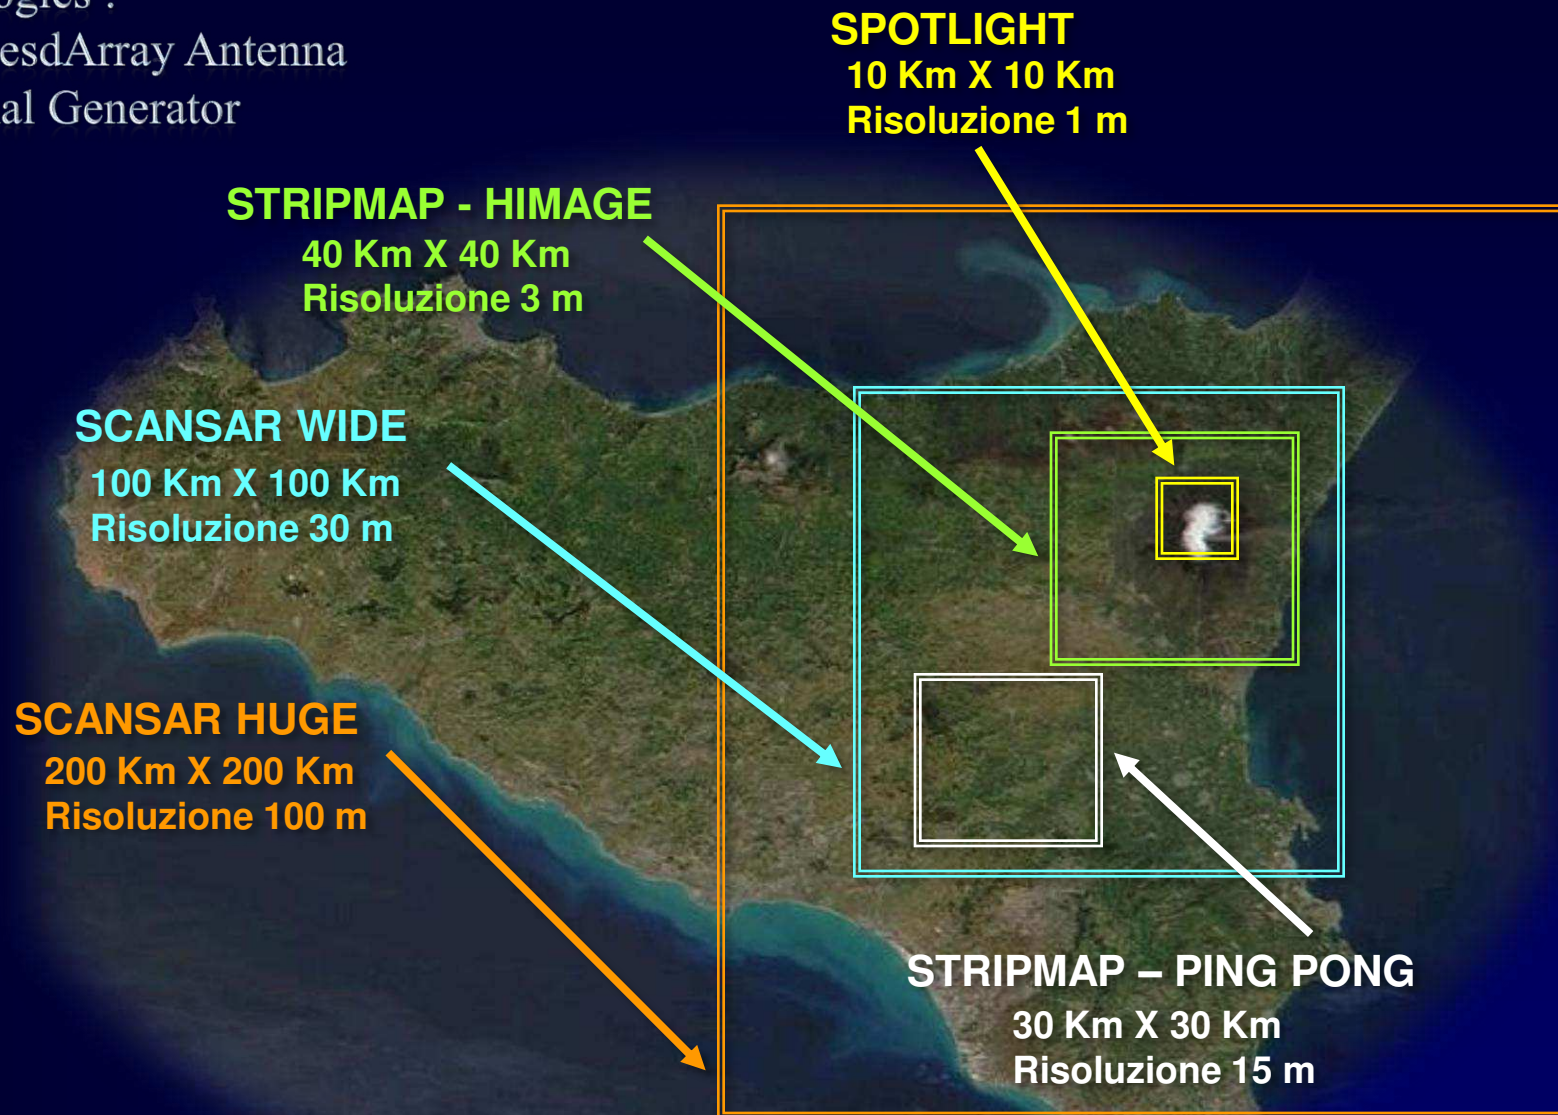 esdArray Antenna
al Generator
SPOTLIGHT
10 Km X 10 Km
Risoluzione 1 m
STRIPMAP - HIMAGE
40 Km X 40 Km
Risoluzione 3 m
SCANSAR WIDE
100 Km X 100 Km
Risoluzione 30 m
SCANSAR HUGE
200 Km X 200 Km
Risoluzione 100 m
STRIPMAP – PING PONG
30 Km X 30 Km
Risoluzione 15 m